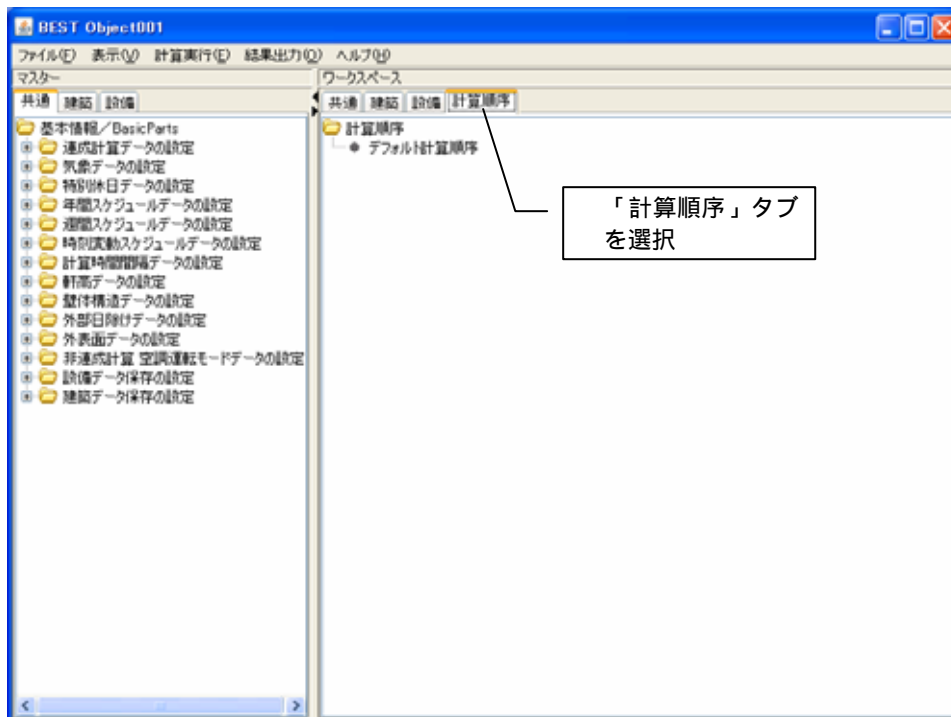 BEST Object001
ファイル(F) 表示(V) 計算実行(E) 結果出力(O) ヘルプ(H)
マスター
共通 建築 設備
基本情報/BasicParts
連成計算データの設定
気象データの設定
特別休日データの設定
年間スケジュールデータの設定
週間スケジュールデータの設定
時刻変動スケジュールデータの設定
計算時間間隔データの設定
軒高データの設定
壁体構造データの設定
外部日除けデータの設定
外表面データの設定
非連成計算 空調運転モードデータの設定
設備データ保存の設定
建築データ保存の設定
ワークスペース
共通 建築 設備 計算順序
計算順序
デフォルト計算順序
「計算順序」タブ
を選択